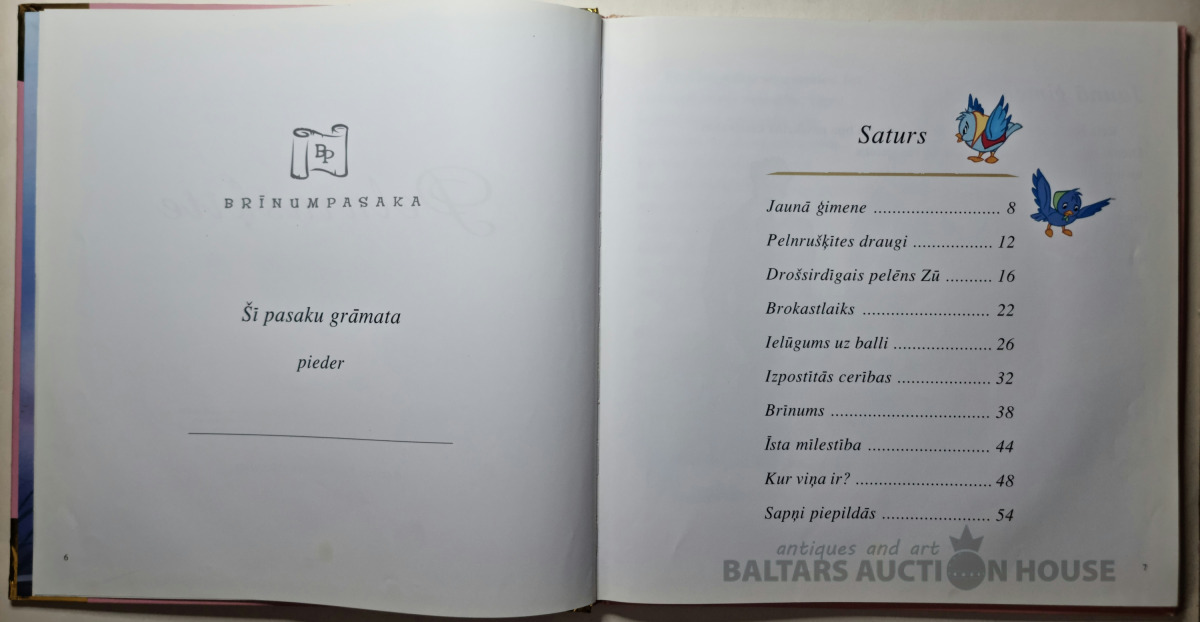 BP
BRĪNUMPASAKA
Šī pasaku grāmata
pieder
6
Saturs
Jaunā ģimene ........................... 8
Pelnrušķītes draugi ................. 12
Drošsirdīgais pelēns Zū .......... 16
Brokastlaiks ........................... 22
Ielūgums uz balli ..................... 26
Izpostītās cerības .................... 32
Brīnums .................................. 38
Īsta mīlestība .......................... 44
Kur viņa ir? ............................. 48
Sapņi piepildās ....................... 54
antiques and art
BALTARS AUCTION HOUSE
7